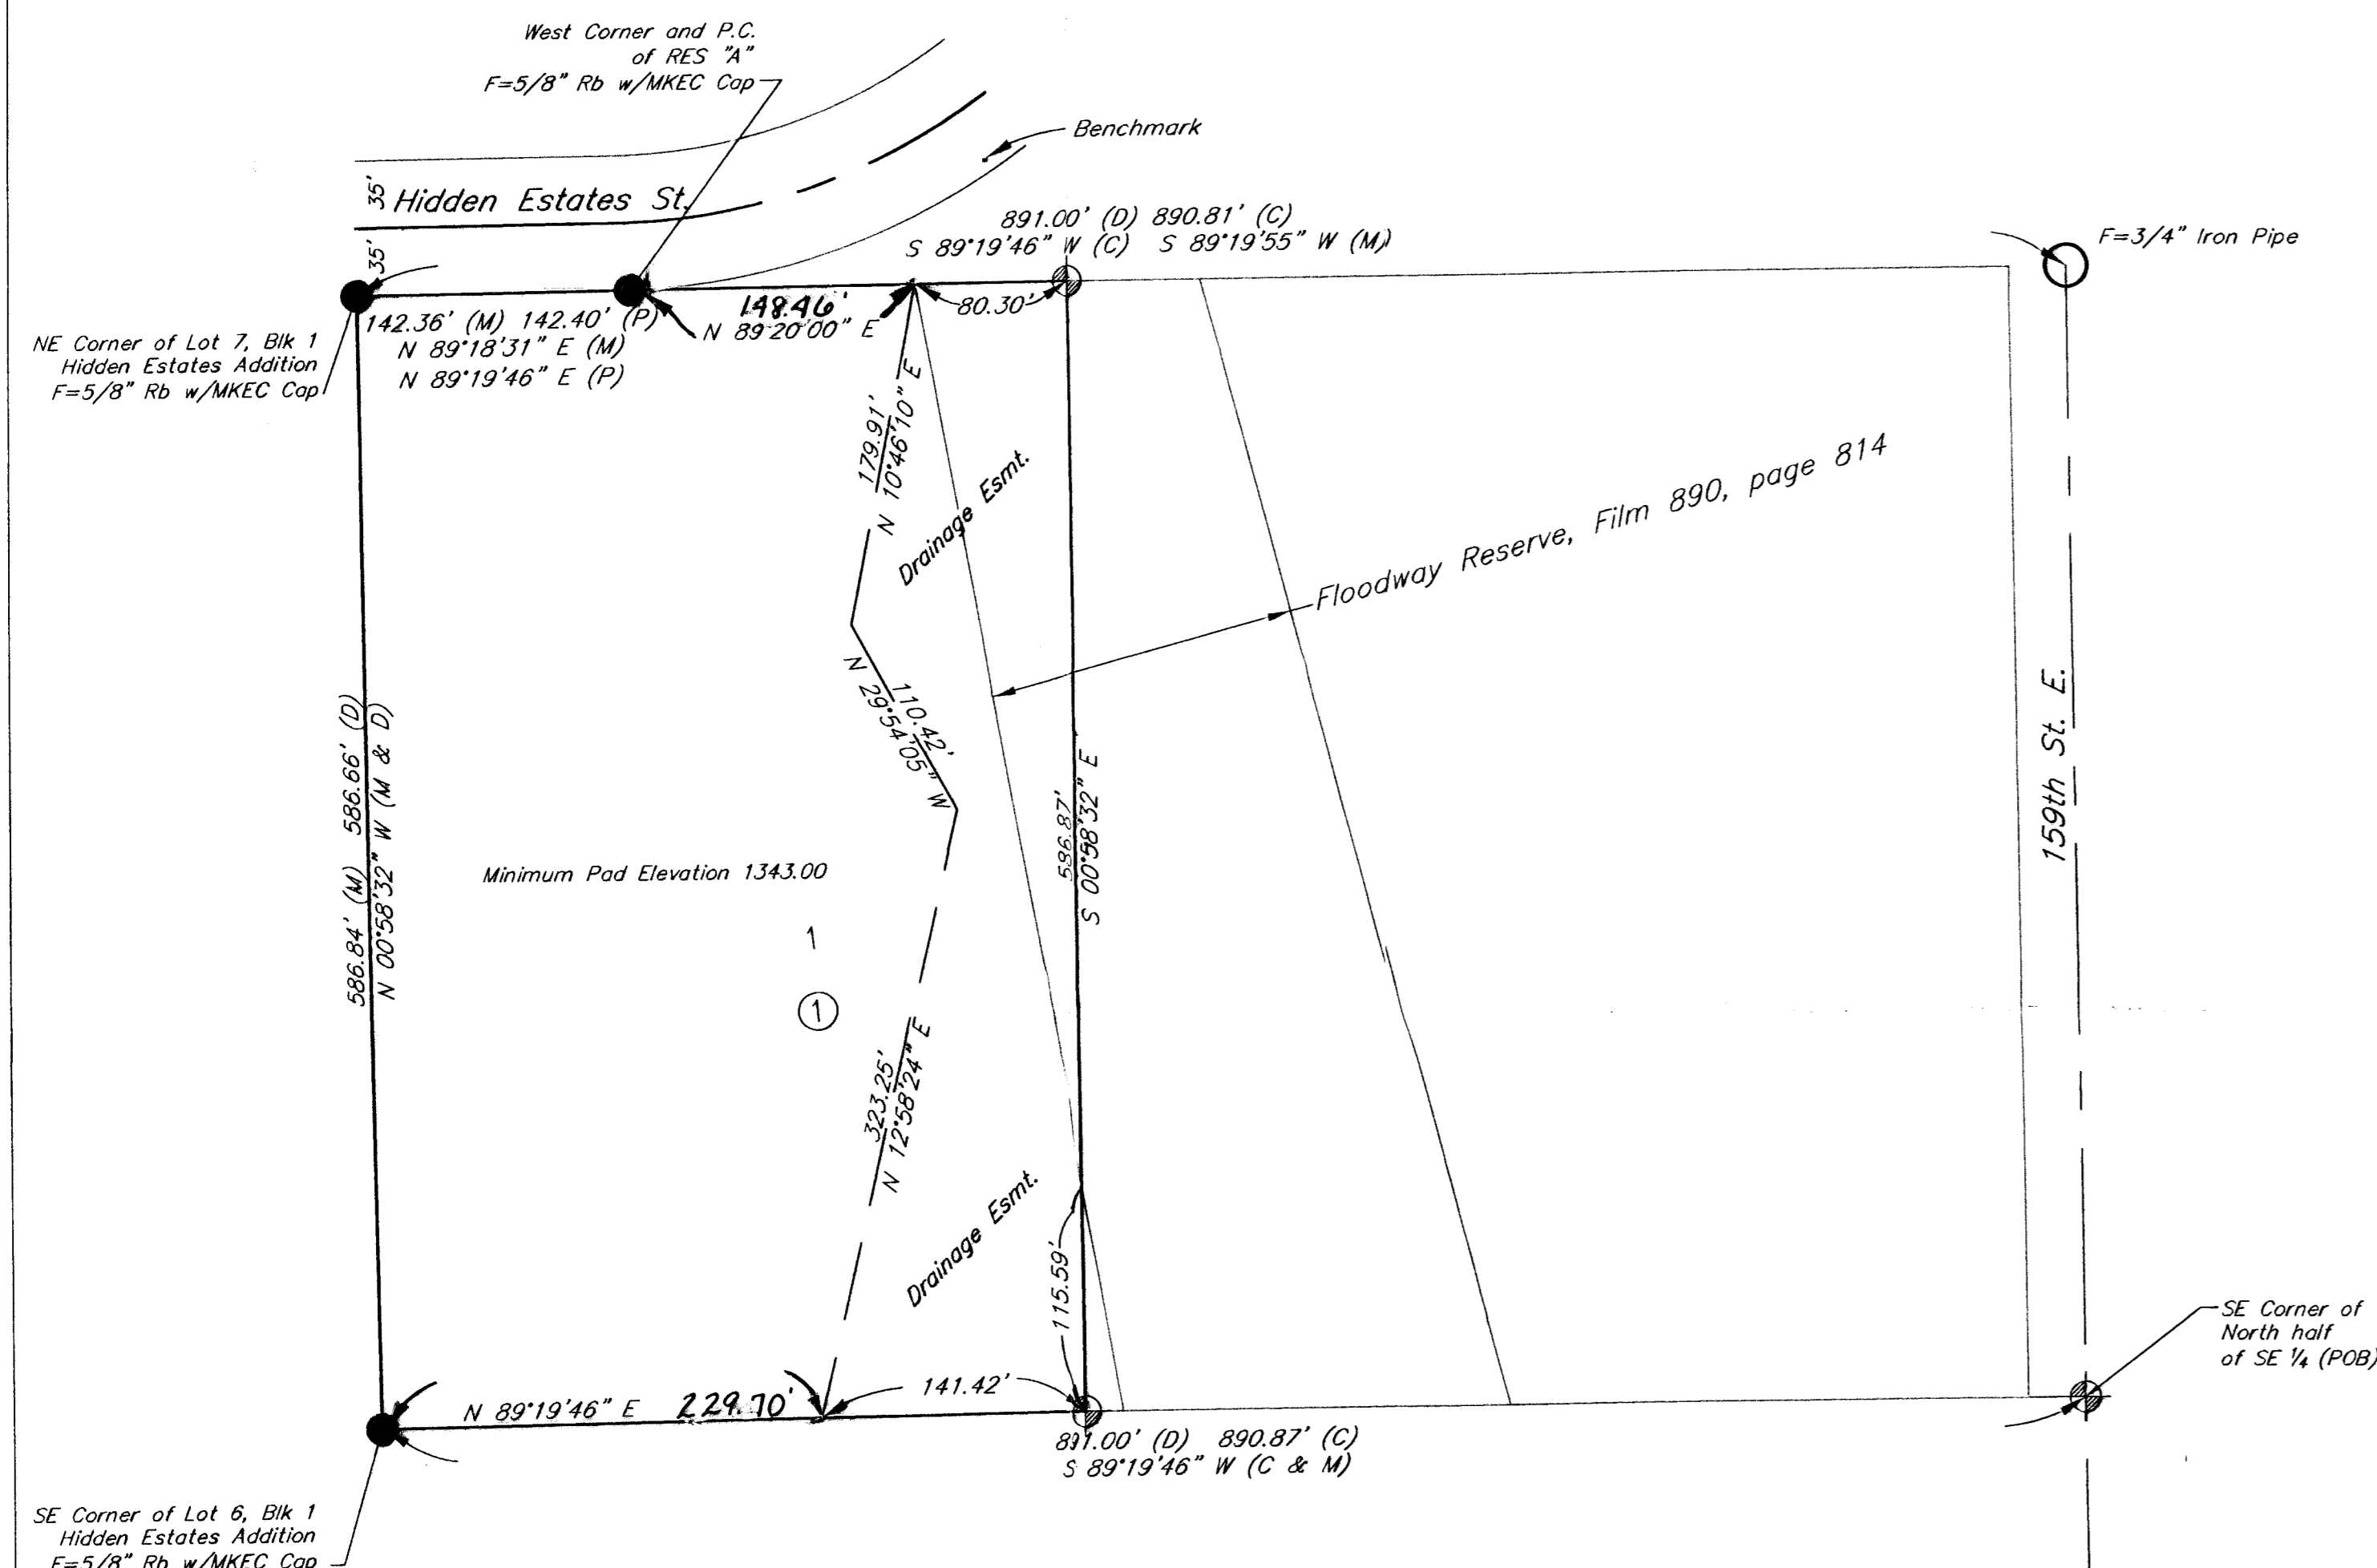 West Corner and P.C.
of RES "A"
F=5/8" Rb w/MKEC Cap
Benchmark
35'
Hidden Estates St.
35'
891.00' (D) 890.81' (C)
S 89°19'46" W (C) S 89°19'55" W (M)
F=3/4" Iron Pipe
148.46'
N 89°20'00" E
80.30'
142.36' (M) 142.40' (P)
N 89°18'31" E (M)
N 89°19'46" E (P)
NE Corner of Lot 7, Blk 1
Hidden Estates Addition
F=5/8" Rb w/MKEC Cap
179.91'
N 10°46'10" E
Drainage Esmt.
Floodway Reserve, Film 890, page 814
110.42'
N 29°54'05" W
586.84' (M) 586.66' (D)
N 00°58'32" W (M & D)
586.87'
S 00°58'32" E
159th St. E.
Minimum Pad Elevation 1343.00
1
1
323.25'
N 12°58'24" E
Drainage Esmt.
115.59'
141.42'
N 89°19'46" E 229.70'
891.00' (D) 890.87' (C)
S 89°19'46" W (C & M)
SE Corner of
North half
of SE ¼ (POB)
SE Corner of Lot 6, Blk 1
Hidden Estates Addition
F=5/8" Rb w/MKEC Cap